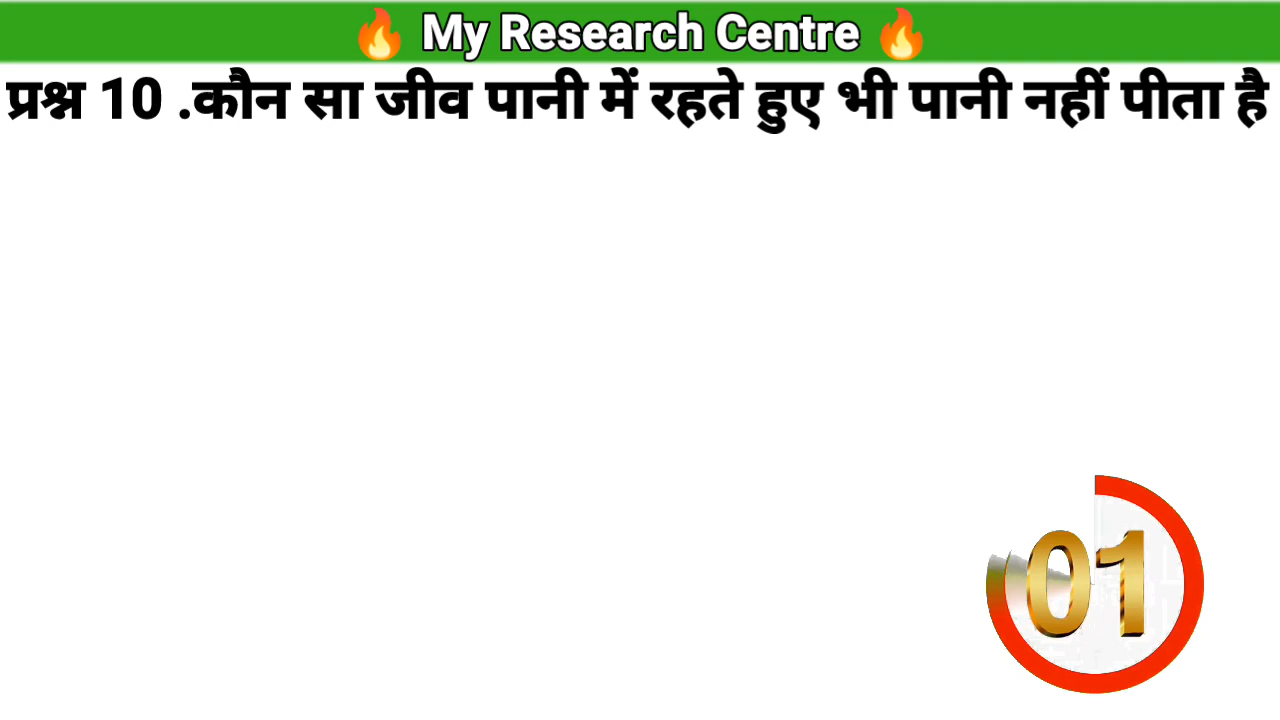 🔥 My Research Centre 🔥
प्रश्न 10 .कौन सा जीव पानी में रहते हुए भी पानी नहीं पीता है
01